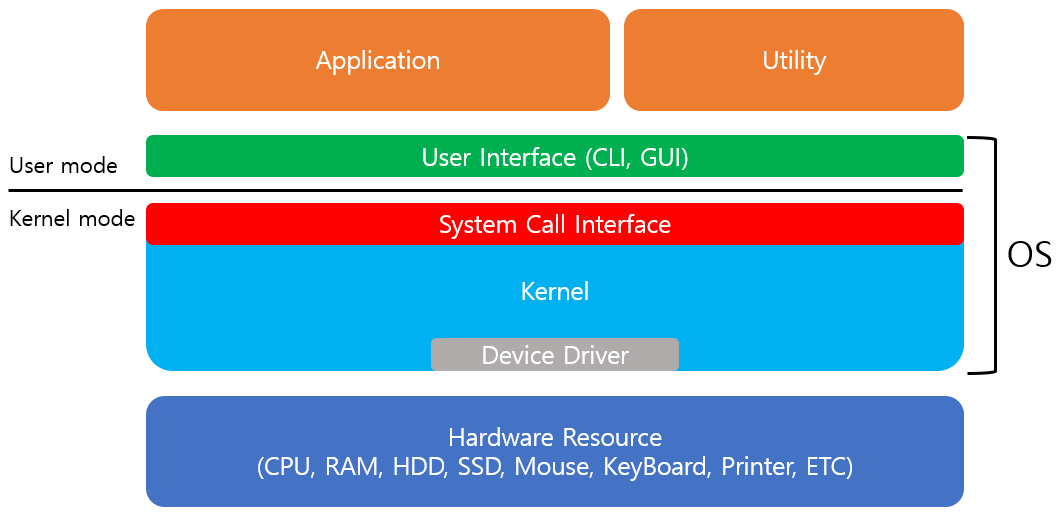 Application
Utility
User Interface (CLI, GUI)
User mode
Kernel mode
System Call Interface
OS
Kernel
Device Driver
Hardware Resource
(CPU, RAM, HDD, SSD, Mouse, KeyBoard, Printer, ETC)